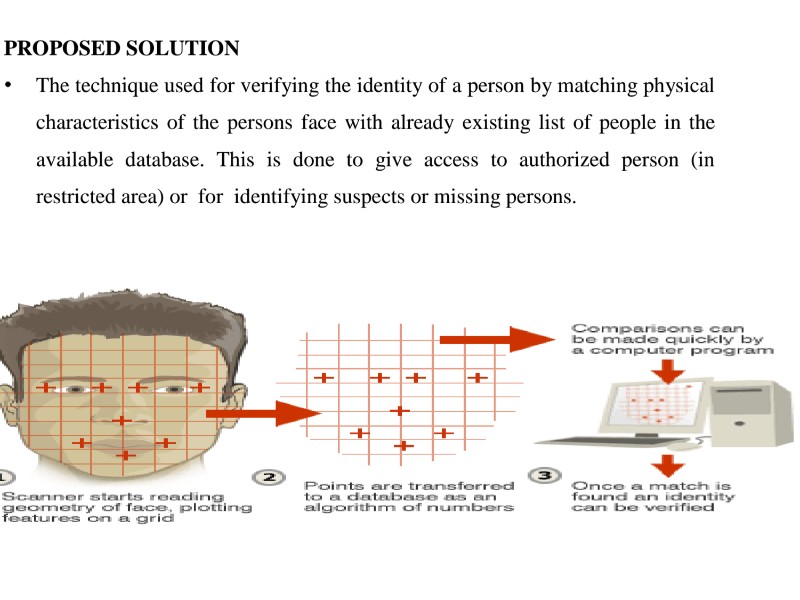 PROPOSED SOLUTION
• The technique used for verifying the identity of a person by matching physical
characteristics of the persons face with already existing list of people in the
available database. This is done to give access to authorized person (in
restricted area) or for identifying suspects or missing persons.
Comparisons can
be made quickly by
a computer program
1
Scanner starts reading
geometry of face, plotting
features on a grid
2
Points are transferred
to a database as an
algorithm of numbers
3
Once a match is
found an identity
can be verified